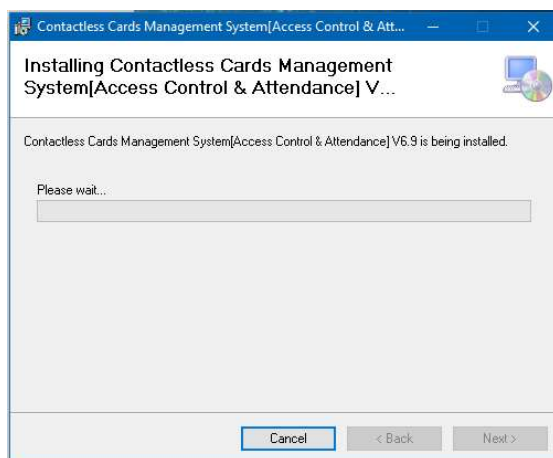 Contactless Cards Management System[Access Control & Att...
Installing Contactless Cards Management
System[Access Control & Attendance] V...
Contactless Cards Management System[Access Control & Attendance] V6.9 is being installed.
Please wait...
Cancel
< Back
Next >